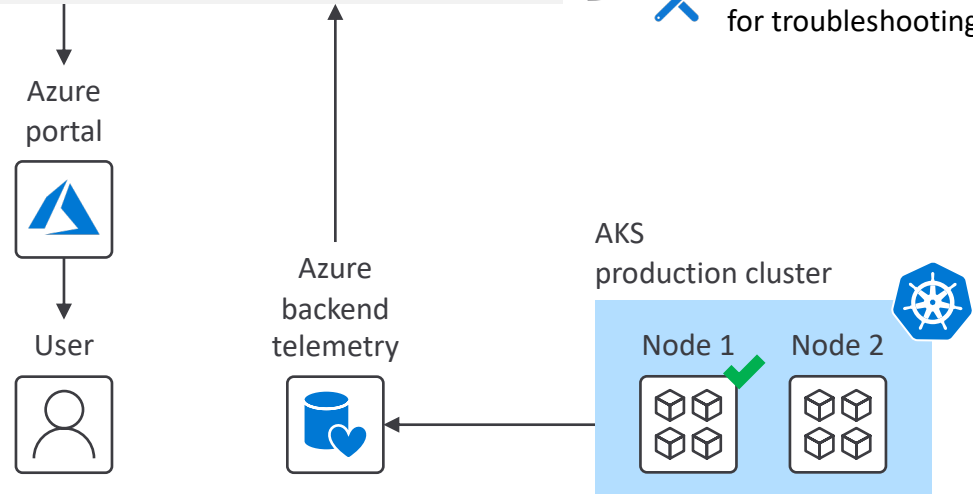 for troubleshooting
Azure
portal
User
Azure
backend
telemetry
AKS
production cluster
Node 1
Node 2